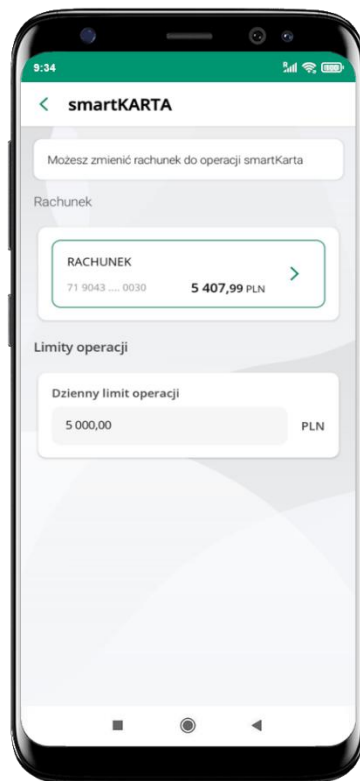 9:34
smartKARTA
Możesz zmienić rachunek do operacji smartKarta
Rachunek
RACHUNEK
71 9043 .... 0030 5 407,99 PLN
Limity operacji
Dzienny limit operacji
5 000,00 PLN